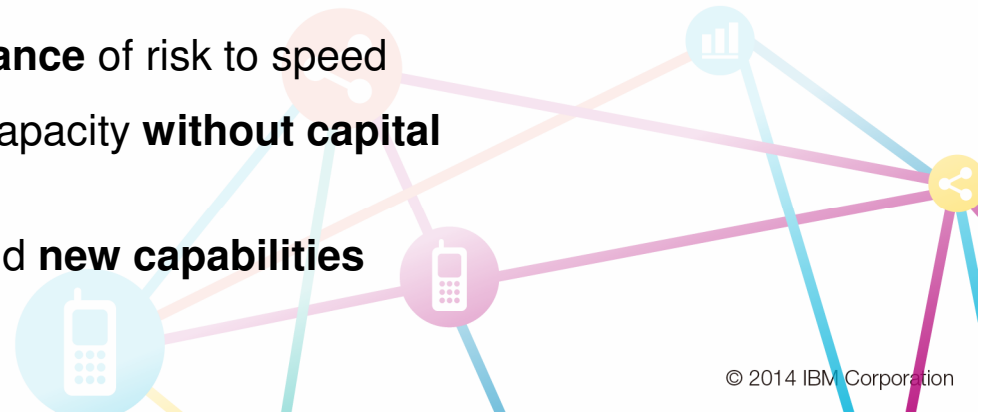 ance of risk to speed
apacity without capital
d new capabilities
© 2014 IBM Corporation